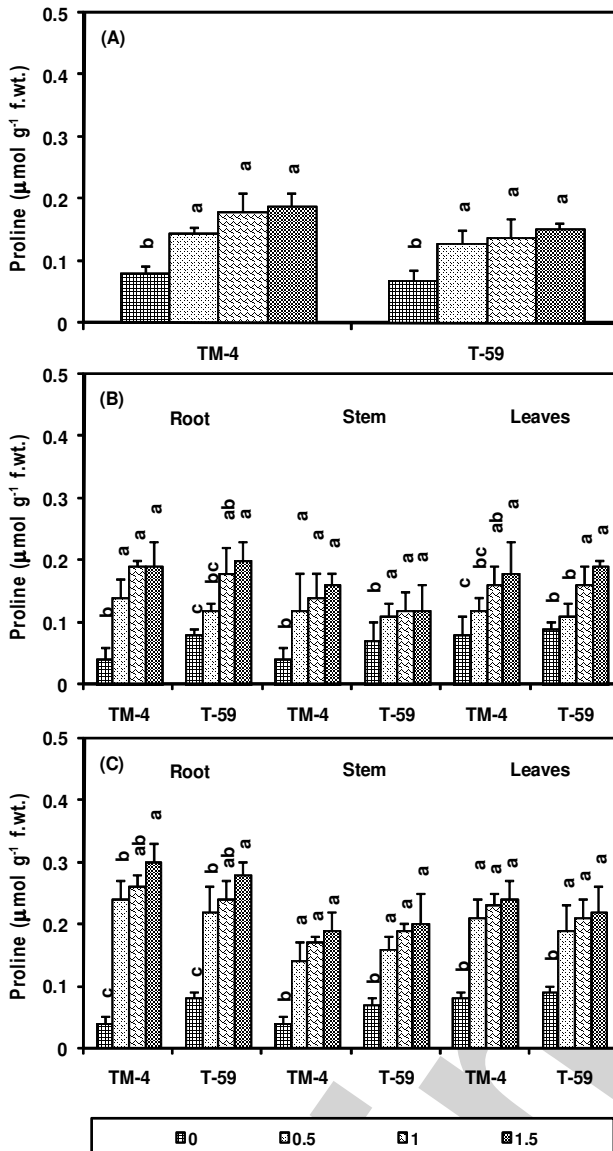 (A)
Proline (µmol g-1 f.wt.)
0.5
0.4
0.3
0.2
0.1
0
b a a a b a a a
TM-4 T-59
(B)
Root Stem Leaves
Proline (µmol g-1 f.wt.)
0.5
0.4
0.3
0.2
0.1
0
b a a a c bc ab a b a a a b a a a c bc ab a b b a a
TM-4 T-59 TM-4 T-59 TM-4 T-59
(C)
Root Stem Leaves
Proline (µmol g-1 f.wt.)
0.5
0.4
0.3
0.2
0.1
0
c b ab a c b ab a b a a a b a a a b a a a b a a a
TM-4 T-59 TM-4 T-59 TM-4 T-59
0 0.5 1 1.5